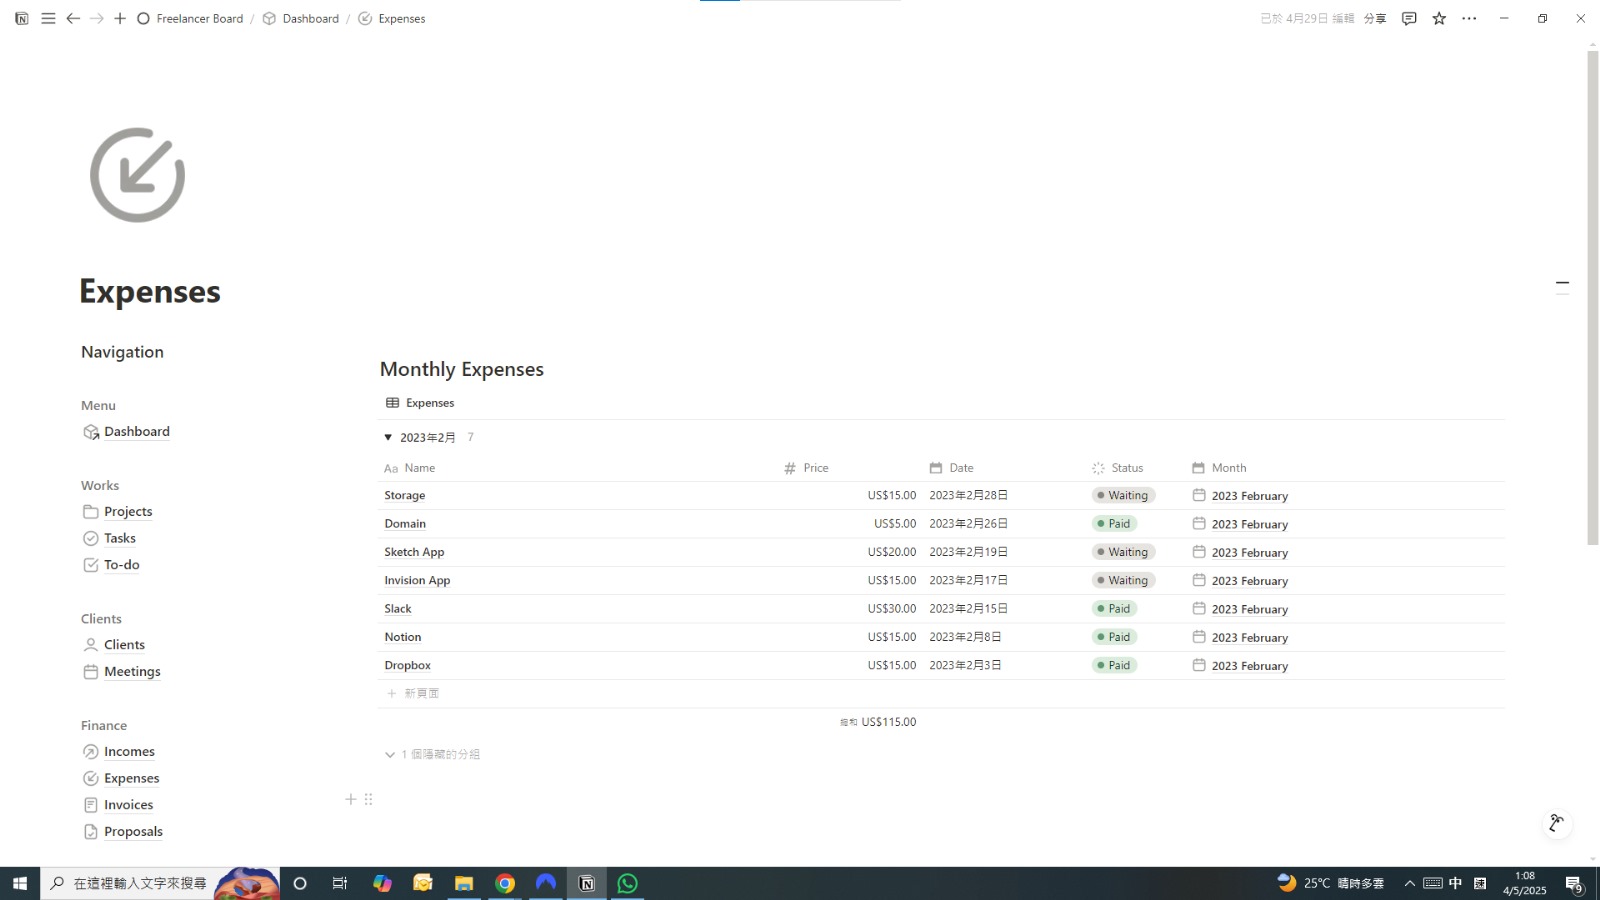 Freelancer Board / Dashboard / Expenses
已於 4月29日 編輯 分享
Expenses
Navigation
Menu
Dashboard
Works
Projects
Tasks
To-do
Clients
Clients
Meetings
Finance
Incomes
Expenses
Invoices
Proposals
Monthly Expenses
Expenses
2023年2月 7
Aa Name # Price Date Status Month
Storage US$15.00 2023年2月28日 Waiting 2023 February
Domain US$5.00 2023年2月26日 Paid 2023 February
Sketch App US$20.00 2023年2月19日 Waiting 2023 February
Invision App US$15.00 2023年2月17日 Waiting 2023 February
Slack US$30.00 2023年2月15日 Paid 2023 February
Notion US$15.00 2023年2月8日 Paid 2023 February
Dropbox US$15.00 2023年2月3日 Paid 2023 February
+ 新頁面
總和 US$115.00
1 個隱藏的分組
在這裡輸入文字來搜尋
25°C 晴時多雲
中
1:08
4/5/2025
9